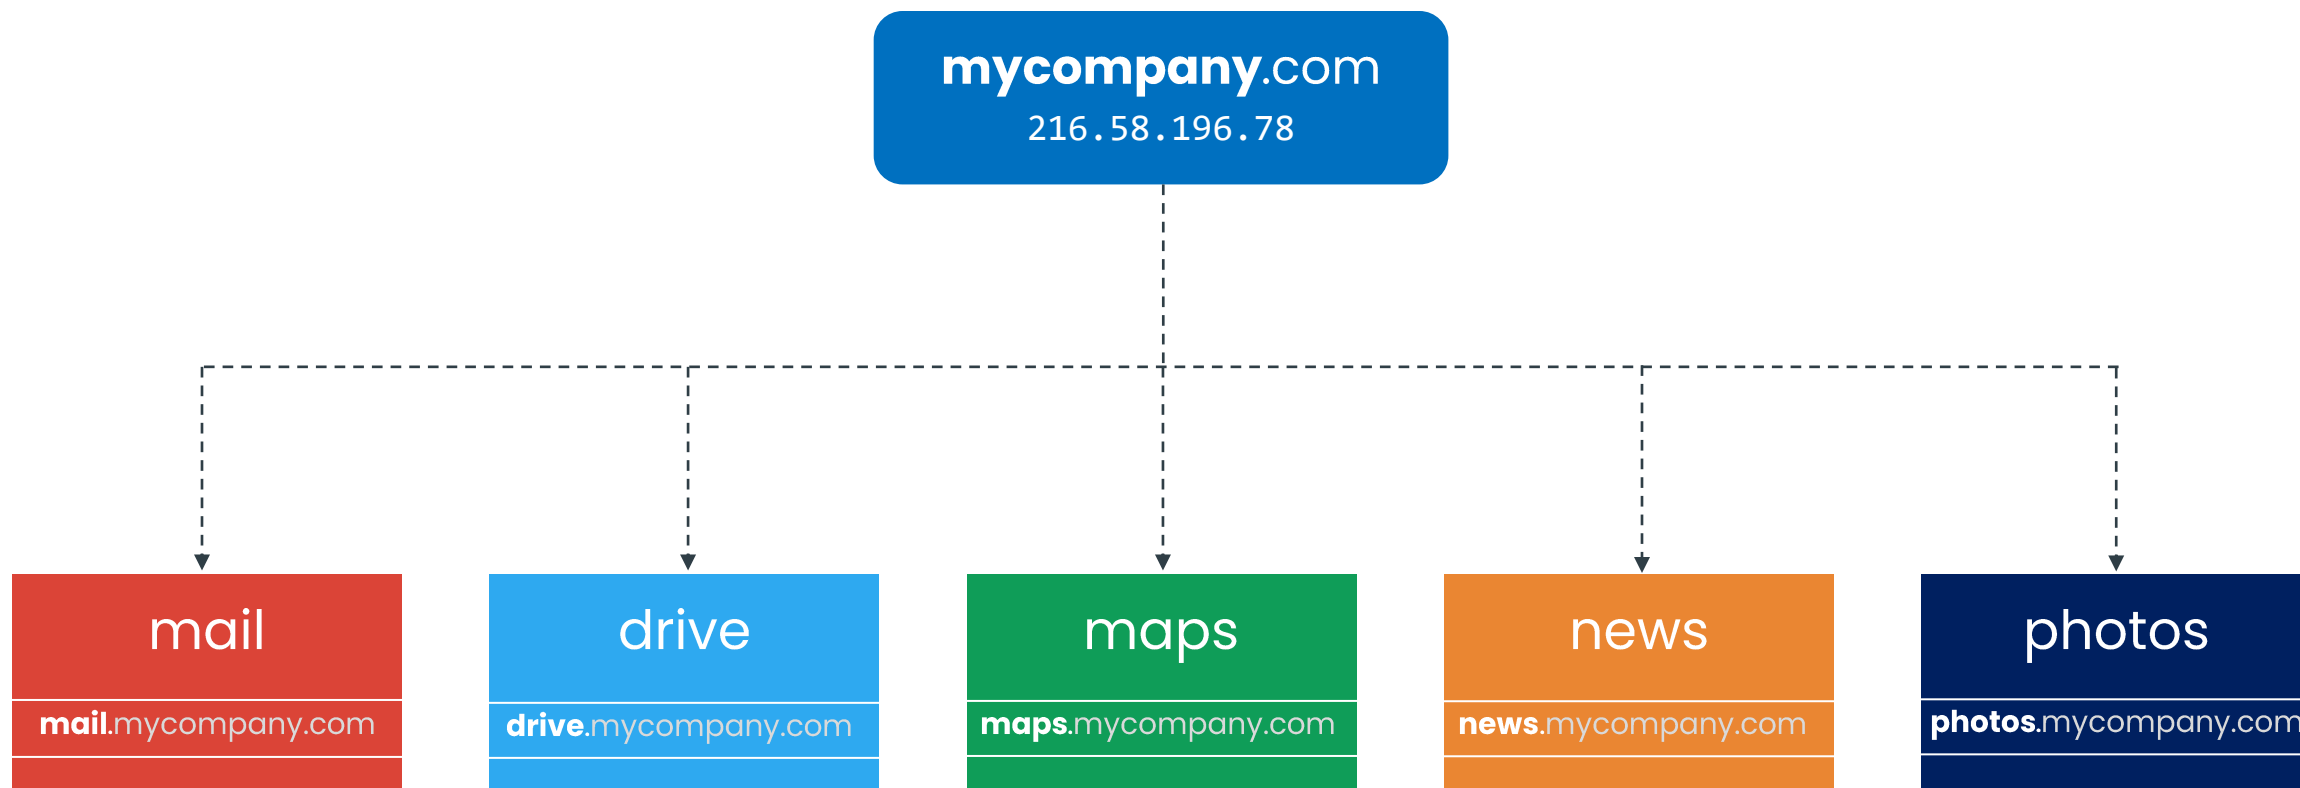 mycompany.com
216.58.196.78
mail
drive
maps
news
photos
mail.mycompany.com
drive.mycompany.com
maps.mycompany.com
news.mycompany.com
photos.mycompany.com